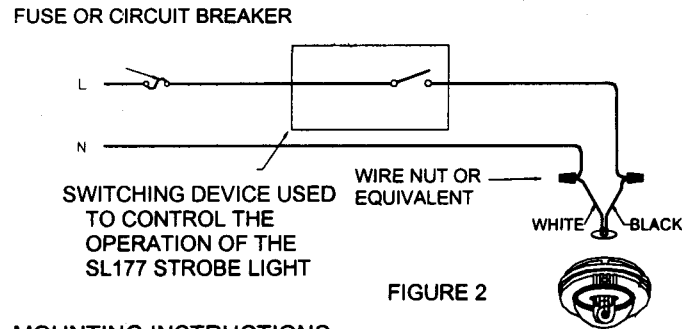 FUSE OR CIRCUIT BREAKER
L
N
SWITCHING DEVICE USED
TO CONTROL THE
OPERATION OF THE
SL177 STROBE LIGHT
WIRE NUT OR
EQUIVALENT
WHITE
BLACK
FIGURE 2
MOUNTING INSTRUCTIONS